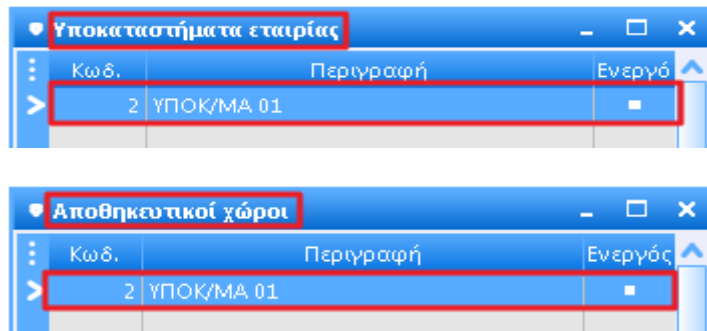 Υποκαταστήματα εταιρίας
Κωδ. Περιγραφή Ενεργό
2 ΥΠΟΚ/ΜΑ 01
Αποθηκευτικοί χώροι
Κωδ. Περιγραφή Ενεργός
2 ΥΠΟΚ/ΜΑ 01